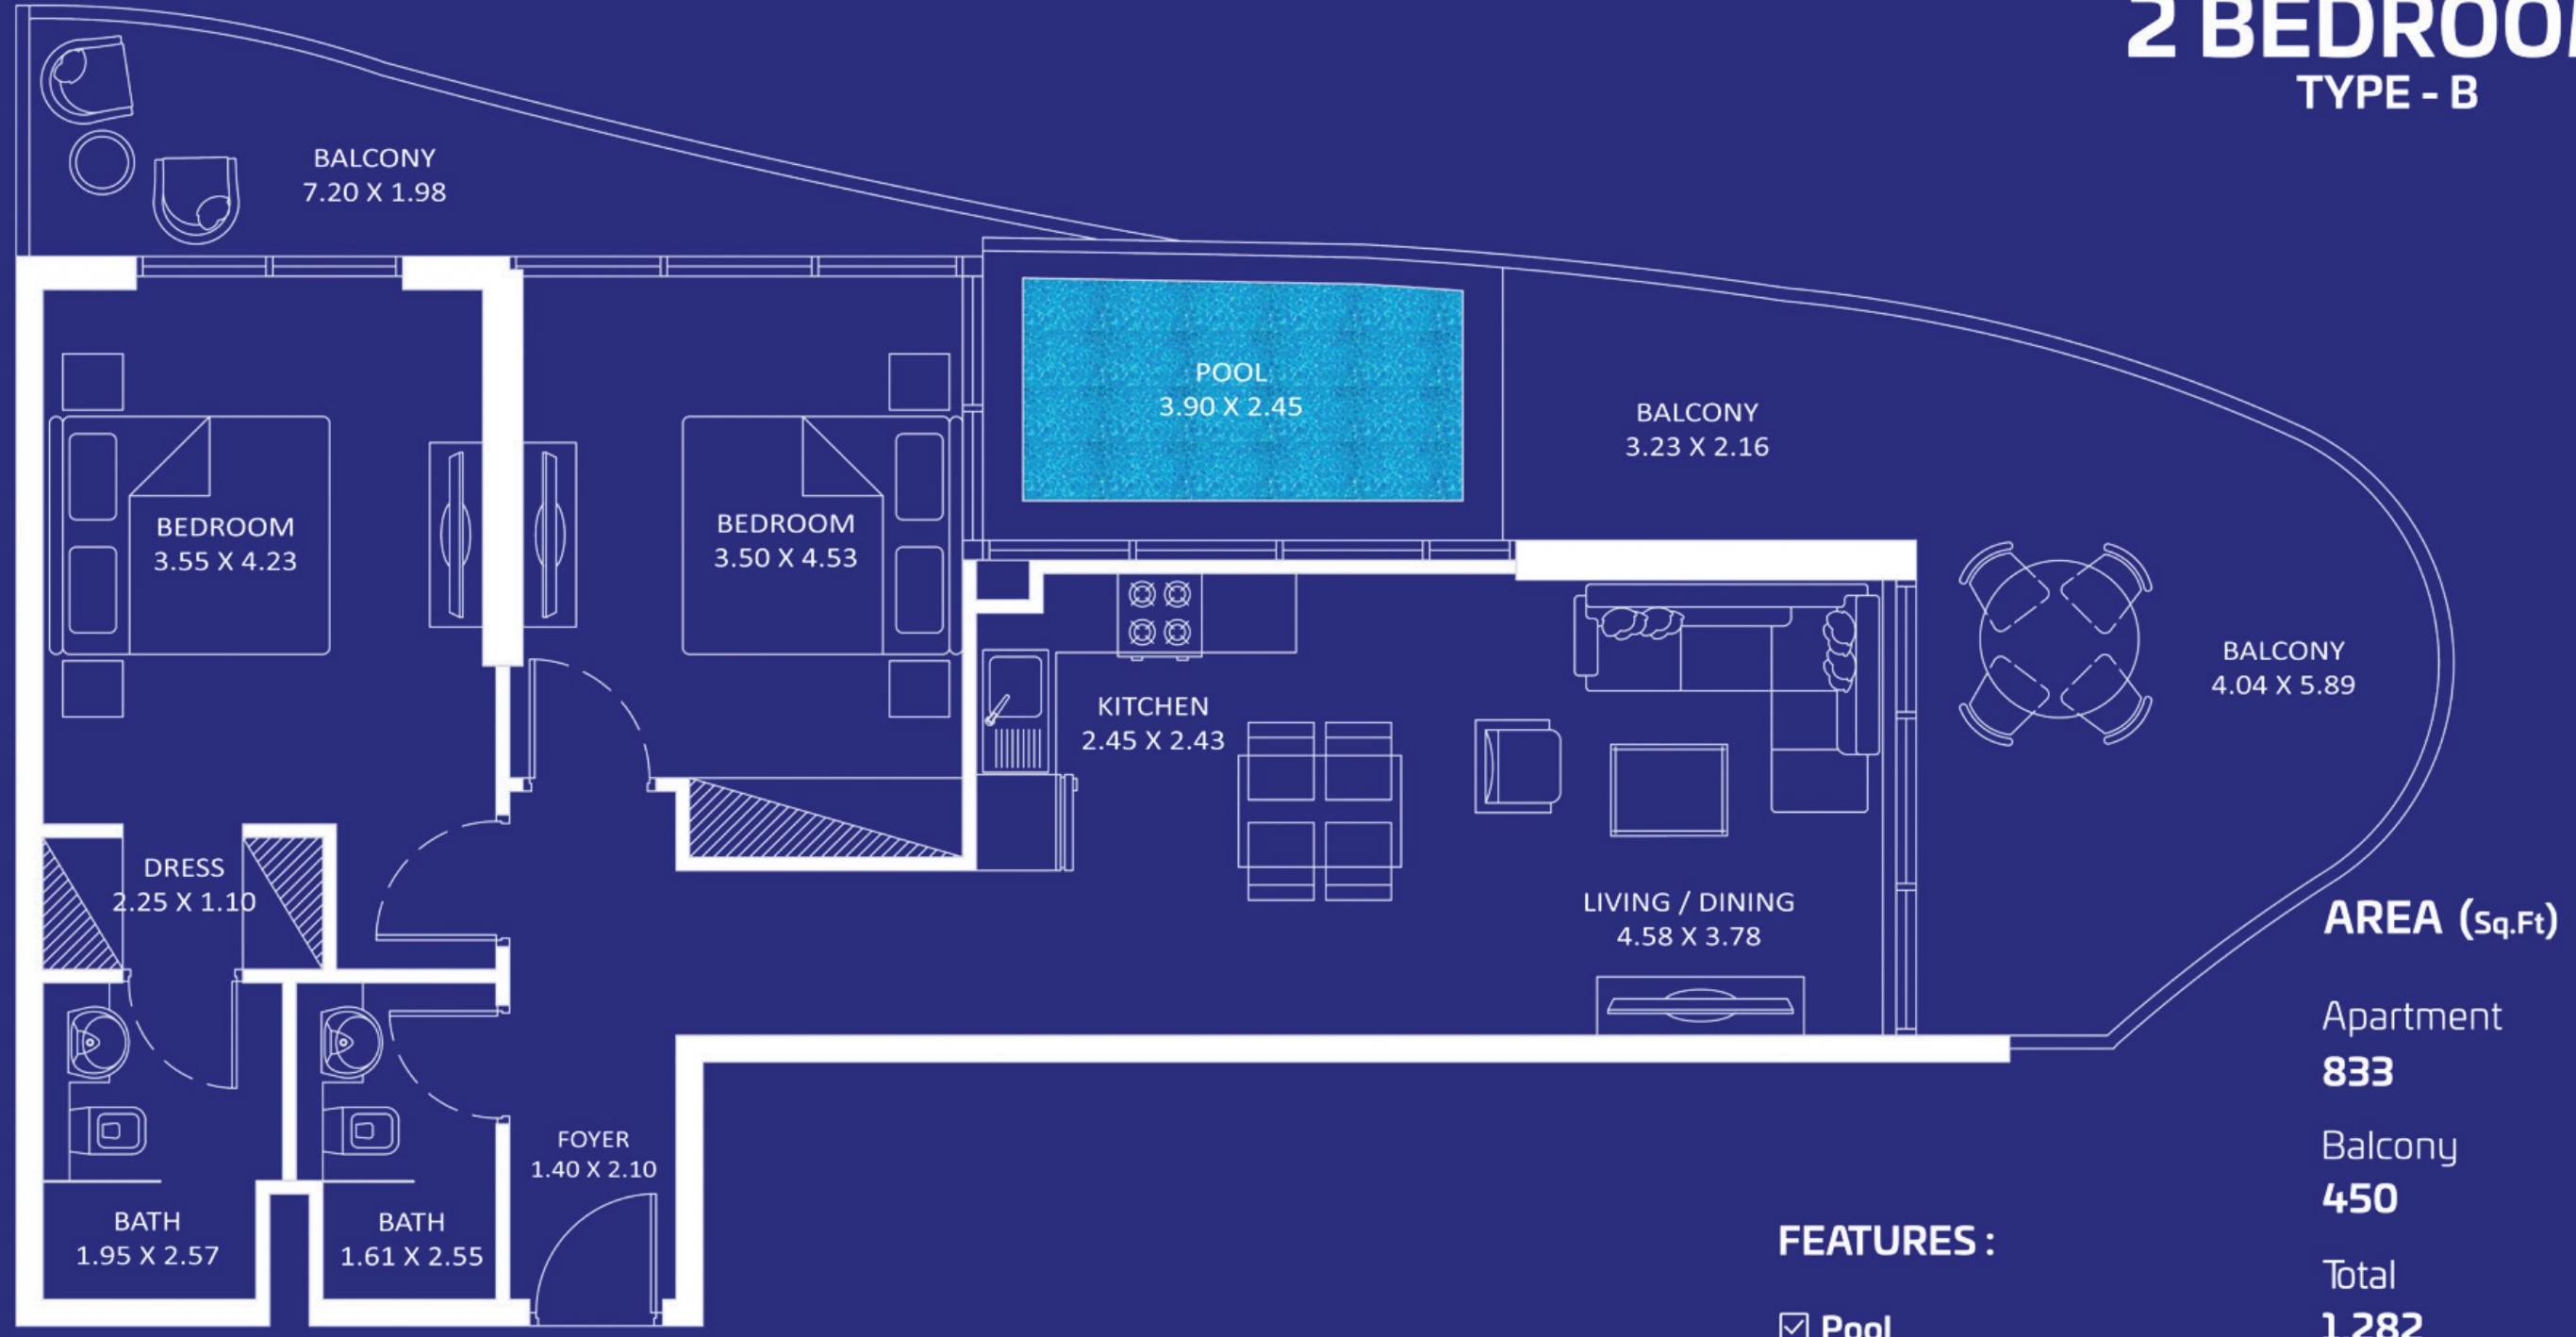 2 BEDROOM
TYPE - B
BALCONY
7.20 X 1.98
POOL
3.90 X 2.45
BALCONY
3.23 X 2.16
BEDROOM
3.55 X 4.23
BEDROOM
3.50 X 4.53
BALCONY
4.04 X 5.89
KITCHEN
2.45 X 2.43
DRESS
2.25 X 1.10
LIVING / DINING
4.58 X 3.78
FOYER
1.40 X 2.10
BATH
1.95 X 2.57
BATH
1.61 X 2.55
AREA (Sq.Ft)
Apartment
833
Balcony
450
Total
1,282
FEATURES :
☑ Pool